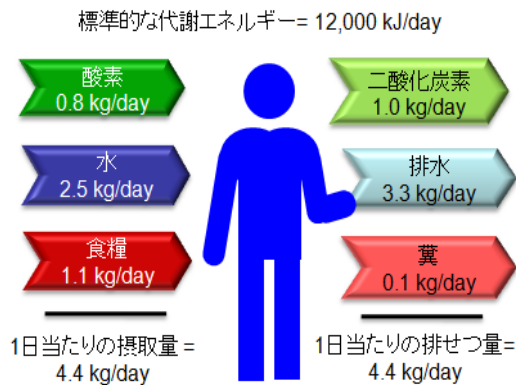 標準的な代謝エネルギー= 12,000 kJ/day
酸素
0.8 kg/day
水
2.5 kg/day
食糧
1.1 kg/day
1日当たりの摂取量 =
4.4 kg/day
二酸化炭素
1.0 kg/day
排水
3.3 kg/day
糞
0.1 kg/day
1日当たりの排せつ量=
4.4 kg/day